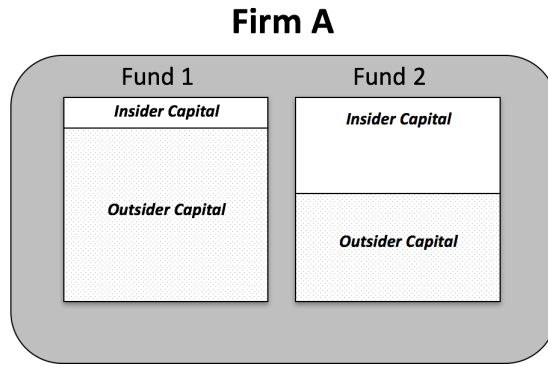 Firm A
Fund 1
Insider Capital
Outsider Capital
Fund 2
Insider Capital
Outsider Capital